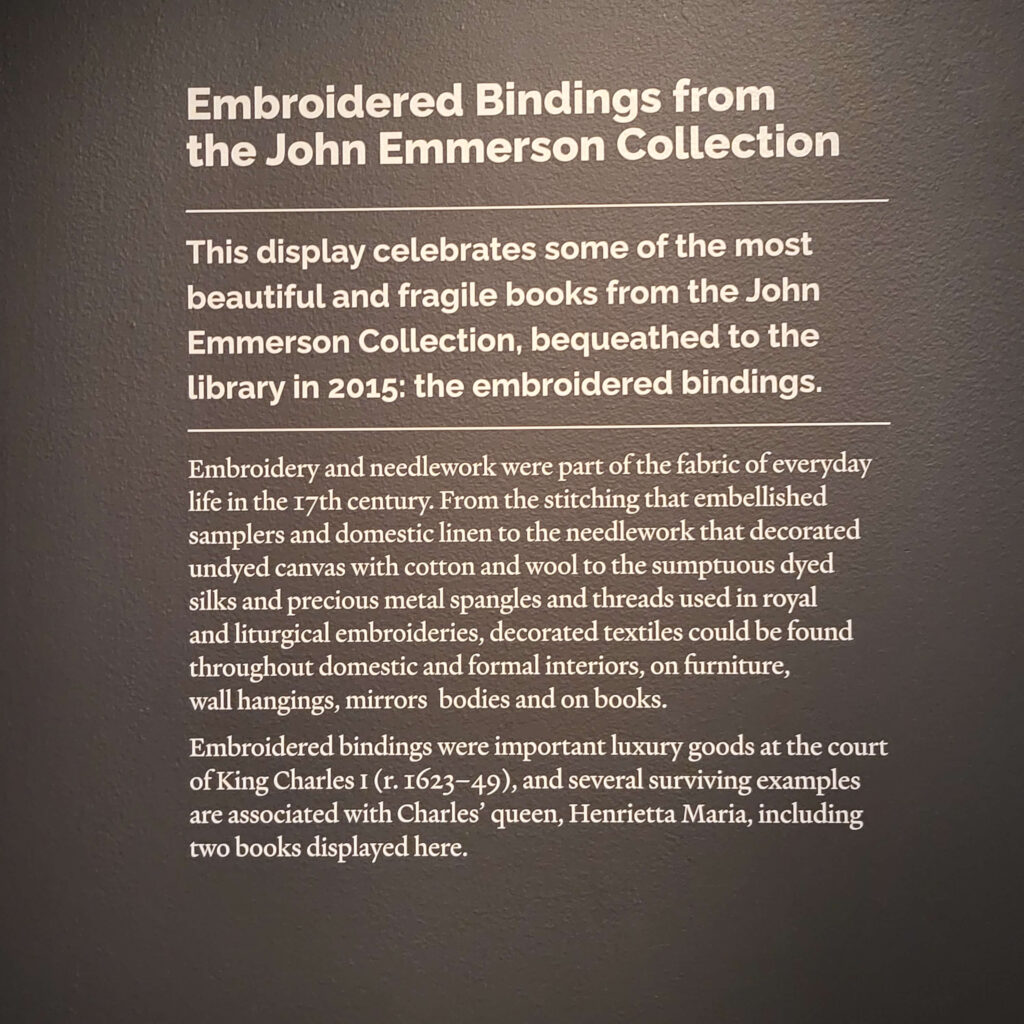 Embroidered Bindings from
the John Emmerson Collection
This display celebrates some of the most
beautiful and fragile books from the John
Emmerson Collection, bequeathed to the
library in 2015: the embroidered bindings.
Embroidery and needlework were part of the fabric of everyday
life in the 17th century. From the stitching that embellished
samplers and domestic linen to the needlework that decorated
undyed canvas with cotton and wool to the sumptuous dyed
silks and precious metal spangles and threads used in royal
and liturgical embroideries, decorated textiles could be found
throughout domestic and formal interiors, on furniture,
wall hangings, mirrors  bodies and on books.
Embroidered bindings were important luxury goods at the court
of King Charles I (r. 1623–49), and several surviving examples
are associated with Charles’ queen, Henrietta Maria, including
two books displayed here.